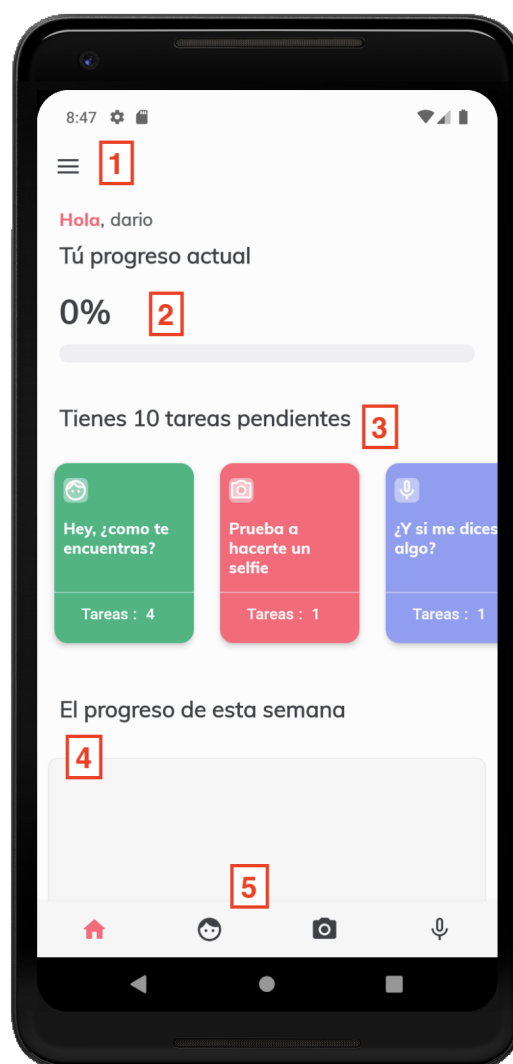 8:47
1
Hola, dario
Tú progreso actual
0%
2
Tienes 10 tareas pendientes
3
Hey, ¿como te
encuentras?
Tareas : 4
Prueba a
hacerte un
selfie
Tareas : 1
¿Y si me dices
algo?
Tareas : 1
El progreso de esta semana
4
5